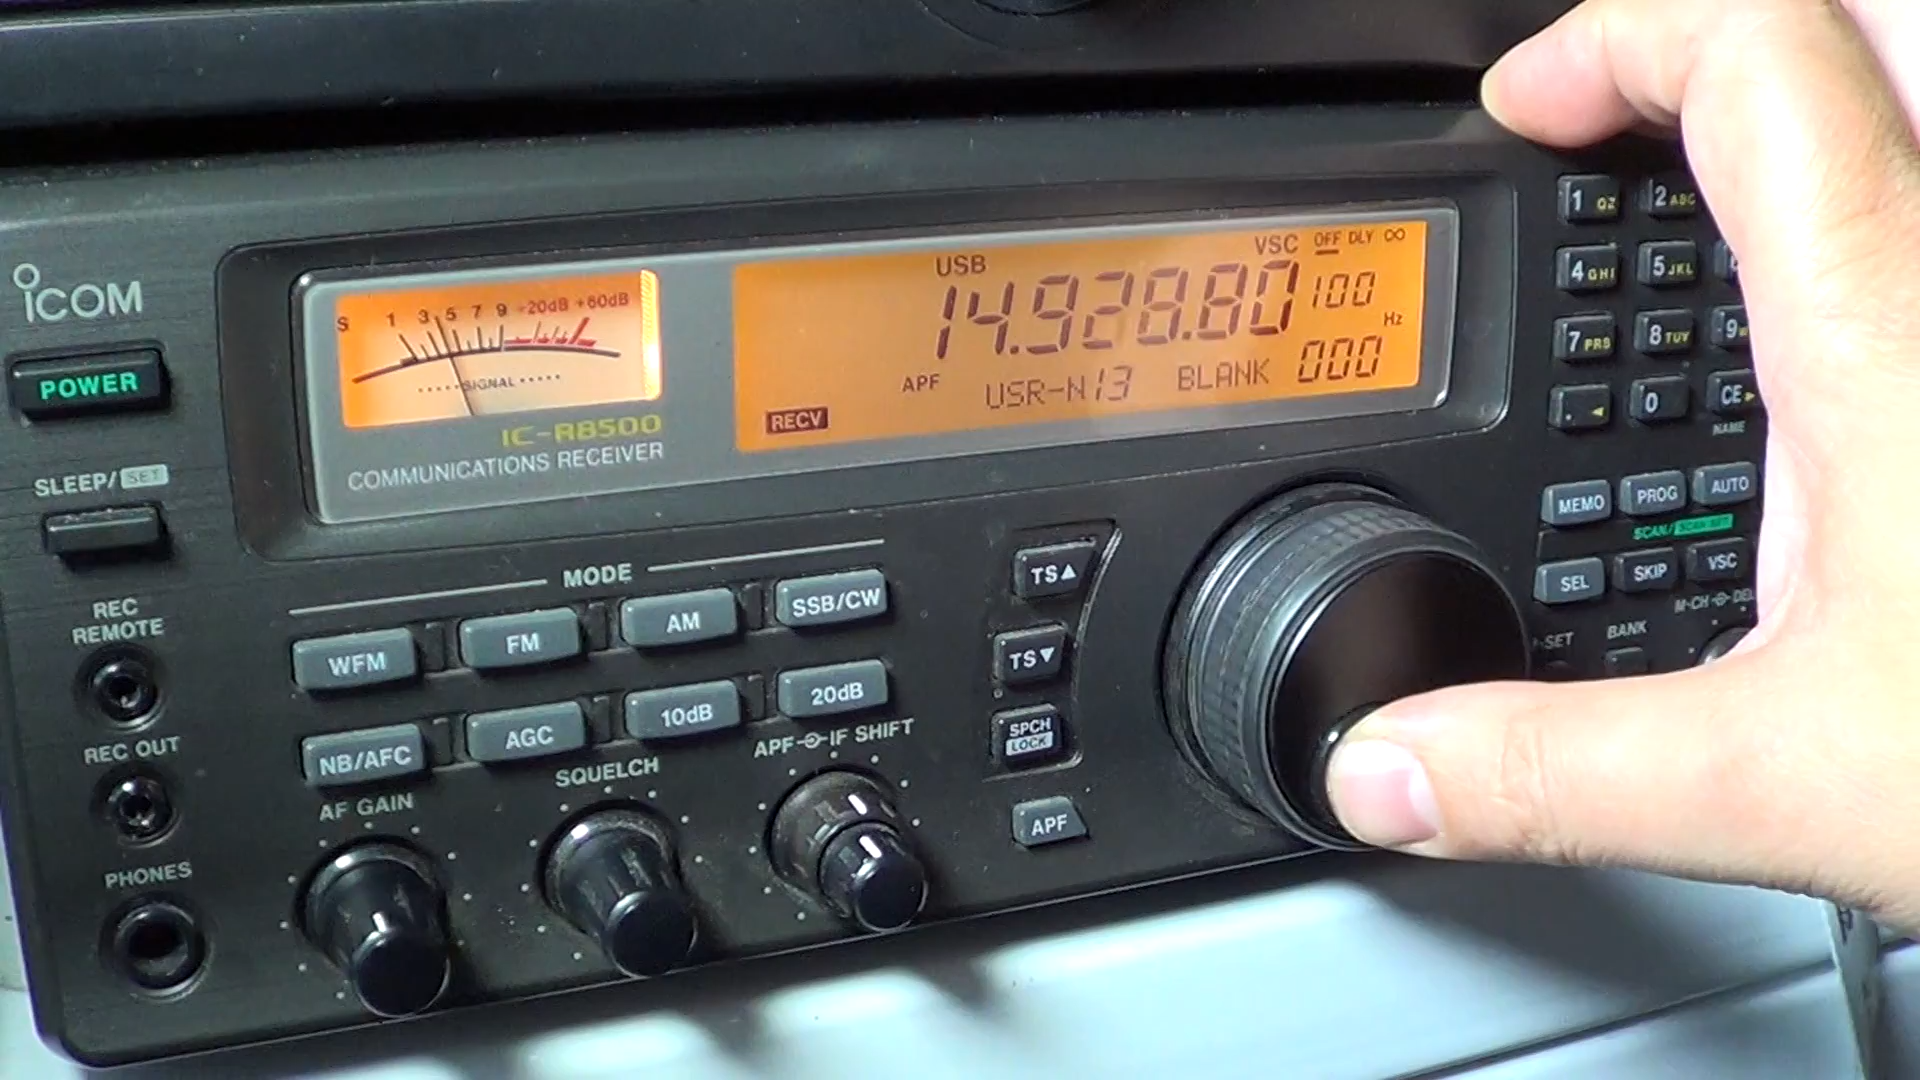 ICOM
POWER
SLEEP/SET
REC
REMOTE
REC OUT
PHONES
S 1 3 5 7 9 +20dB +60dB
SIGNAL
IC-R8500
COMMUNICATIONS RECEIVER
USB
VSC OFF DLY ∞
14.928.80
100
Hz
APF
USR-N13 BLANK 000
RECV
MODE
WFM FM AM SSB/CW
NB/AFC AGC 10dB 20dB
AF GAIN
SQUELCH
APF IF SHIFT
TS▲
TS▼
SPCH
LOCK
APF
1 QZ 2 ABC
4 GHI 5 JKL
7 PRS 8 TUV 9
. ◄ 0 CE ►
NAME
MEMO PROG AUTO
SCAN/SCAN SET
SEL SKIP VSC
M-CH DEL
-SET BANK